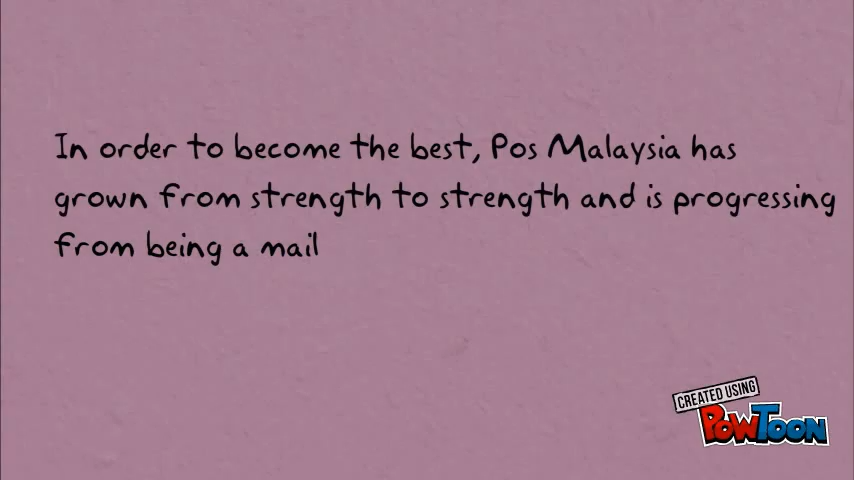 In order to become the best, Pos Malaysia has
grown from strength to strength and is progressing
from being a mail
CREATED USING
POWTOON